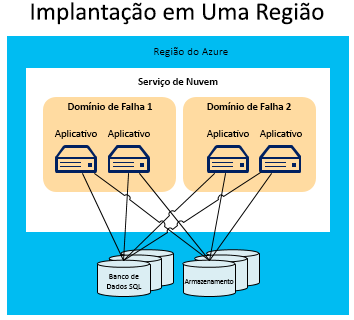 Implantação em Uma Região
Região do Azure
Serviço de Nuvem
Domínio de Falha 1
Domínio de Falha 2
Aplicativo
Aplicativo
Aplicativo
Aplicativo
Banco de
Dados SQL
Armazenamento